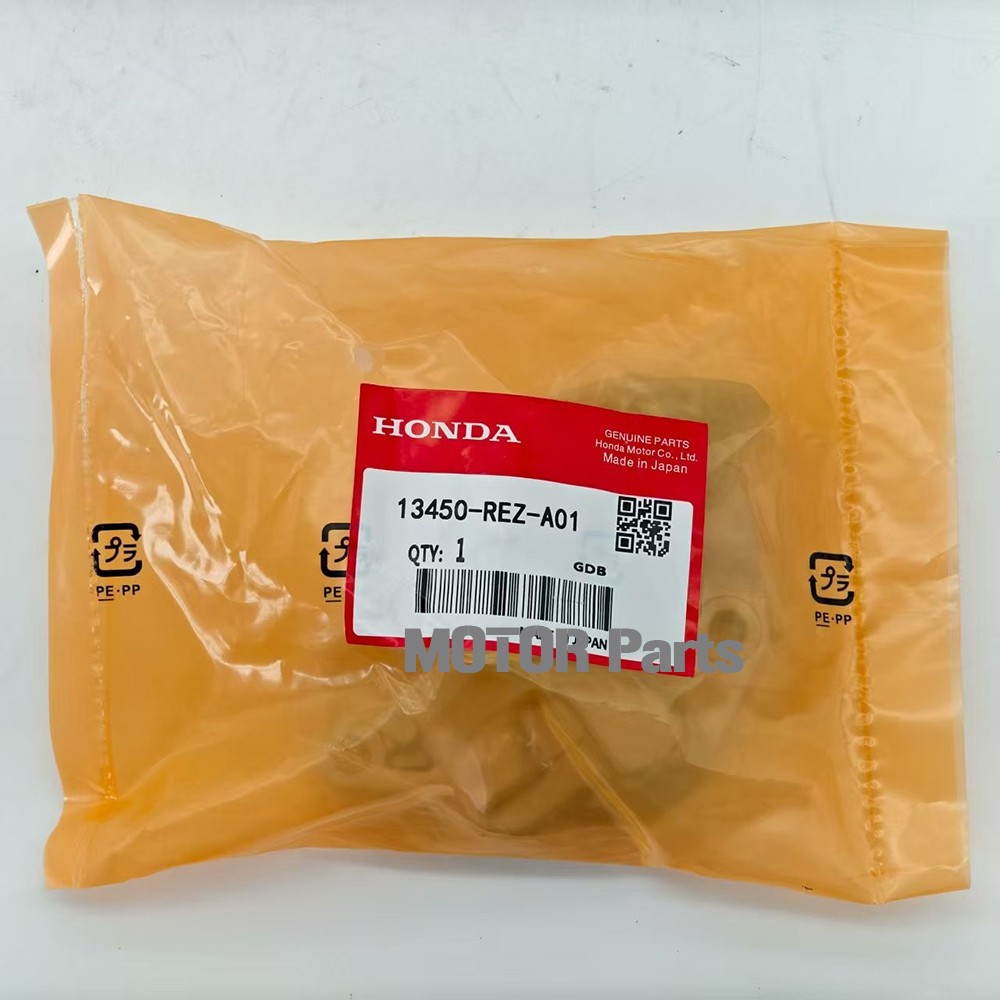 HONDA
GENUINE PARTS
Honda Motor Co., Ltd.
Made in Japan
13450-REZ-A01
QTY: 1
GDB
MOTOR Parts
プラ
PE·PP
プラ
PE
プラ
PE·PP